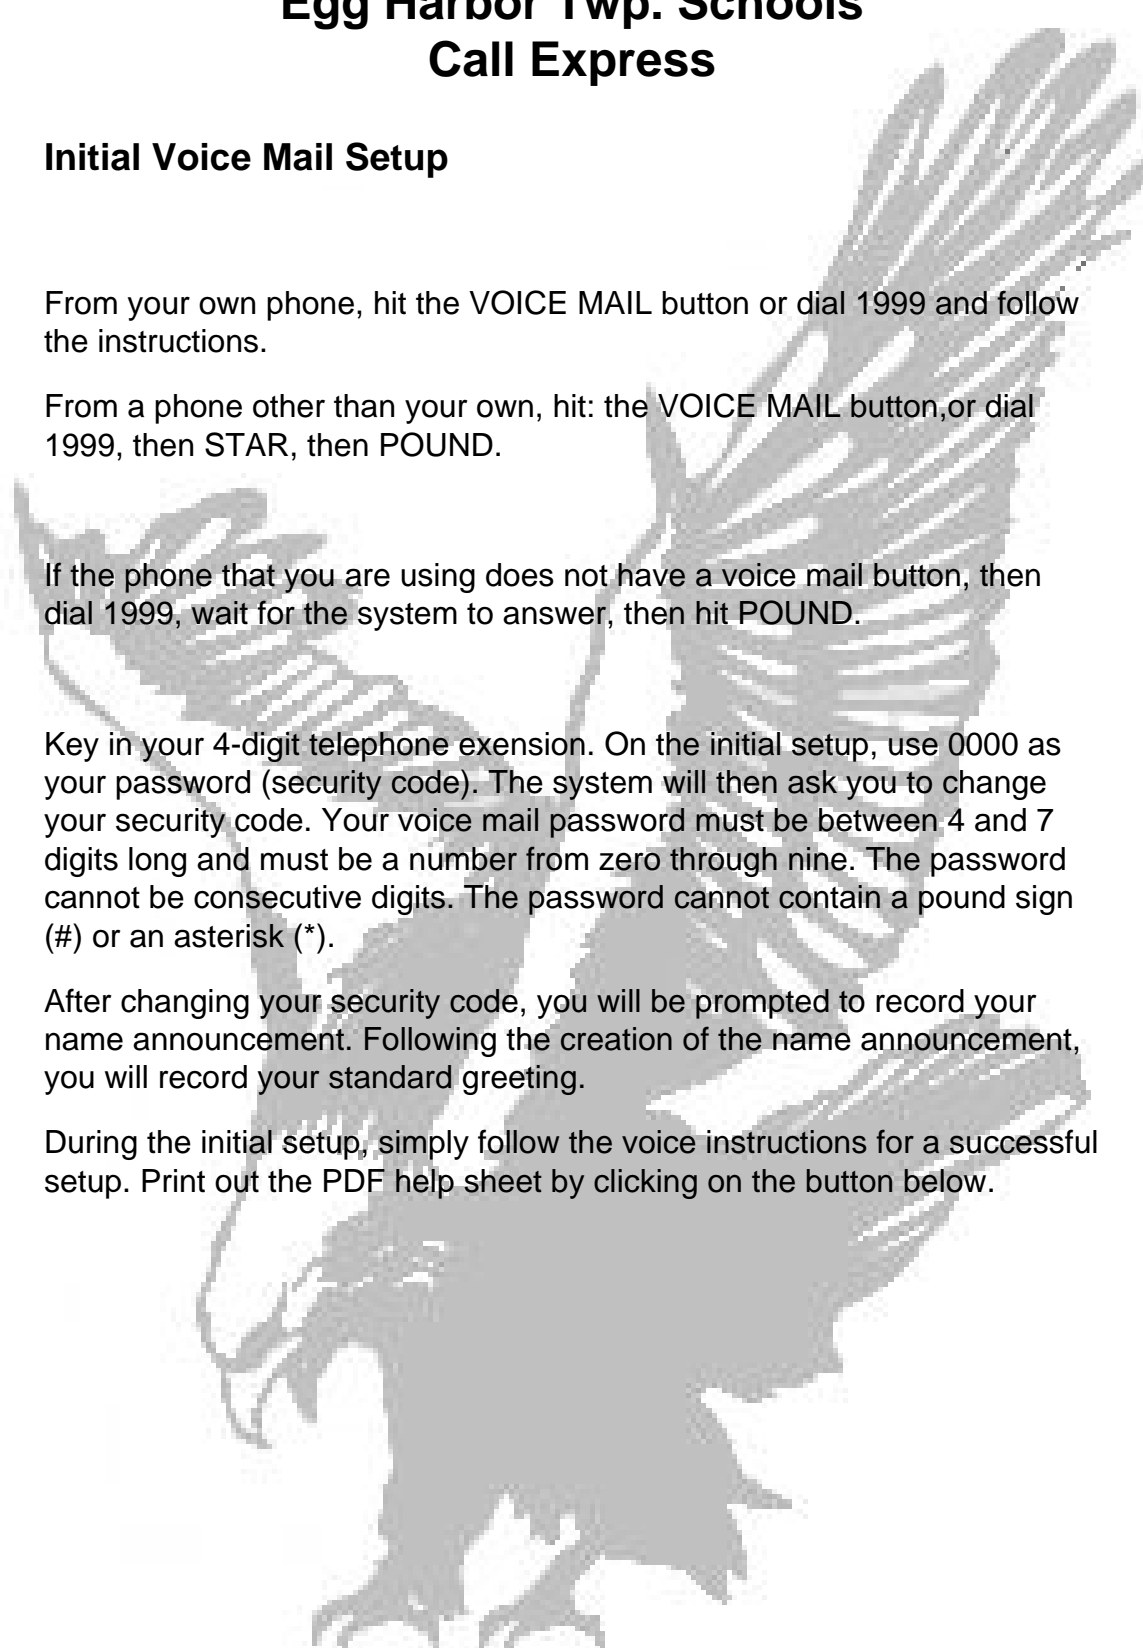 Egg Harbor Twp. Schools
Call Express
Initial Voice Mail Setup
From your own phone, hit the VOICE MAIL button or dial 1999 and follow
the instructions.
From a phone other than your own, hit: the VOICE MAIL button,or dial
1999, then STAR, then POUND.
If the phone that you are using does not have a voice mail button, then
dial 1999, wait for the system to answer, then hit POUND.
Key in your 4-digit telephone exension. On the initial setup, use 0000 as
your password (security code). The system will then ask you to change
your security code. Your voice mail password must be between 4 and 7
digits long and must be a number from zero through nine. The password
cannot be consecutive digits. The password cannot contain a pound sign
(#) or an asterisk (*).
After changing your security code, you will be prompted to record your
name announcement. Following the creation of the name announcement,
you will record your standard greeting.
During the initial setup, simply follow the voice instructions for a successful
setup. Print out the PDF help sheet by clicking on the button below.